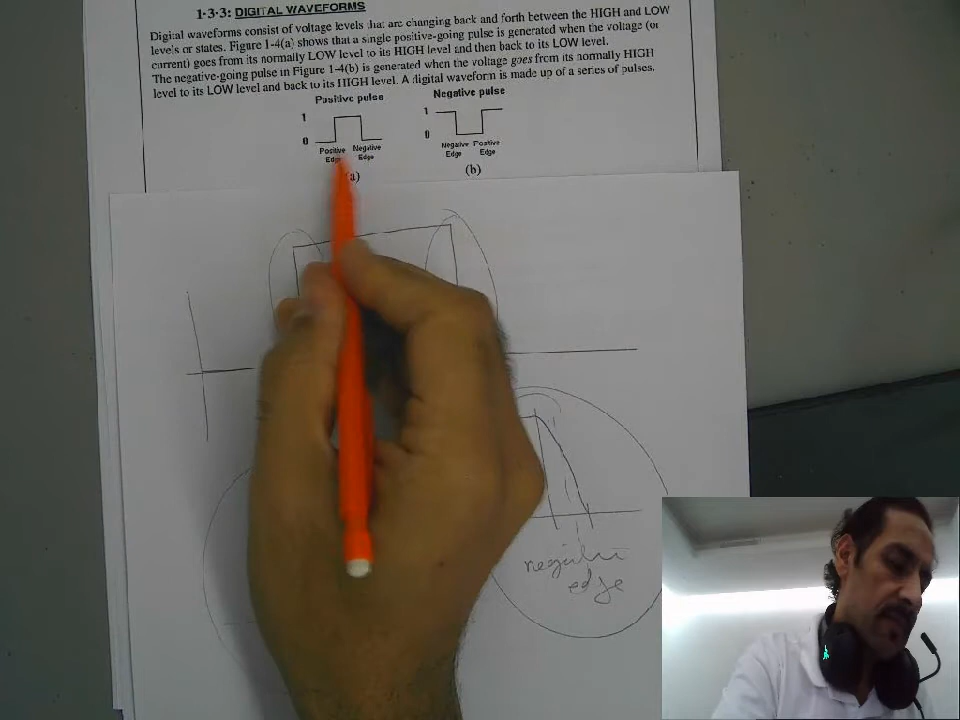 1·3·3: DIGITAL WAVEFORMS
Digital waveforms consist of voltage levels that are changing back and forth between the HIGH and LOW
levels or states. Figure 1-4(a) shows that a single positive-going pulse is generated when the voltage (or
current) goes from its normally LOW level to its HIGH level and then back to its LOW level.
The negative-going pulse in Figure 1-4(b) is generated when the voltage goes from its normally HIGH
level to its LOW level and back to its HIGH level. A digital waveform is made up of a series of pulses.
Positive pulse
1
0
Positive Edge
Negative Edge
(a)
Negative pulse
1
0
Negative Edge
Positive Edge
(b)
edge